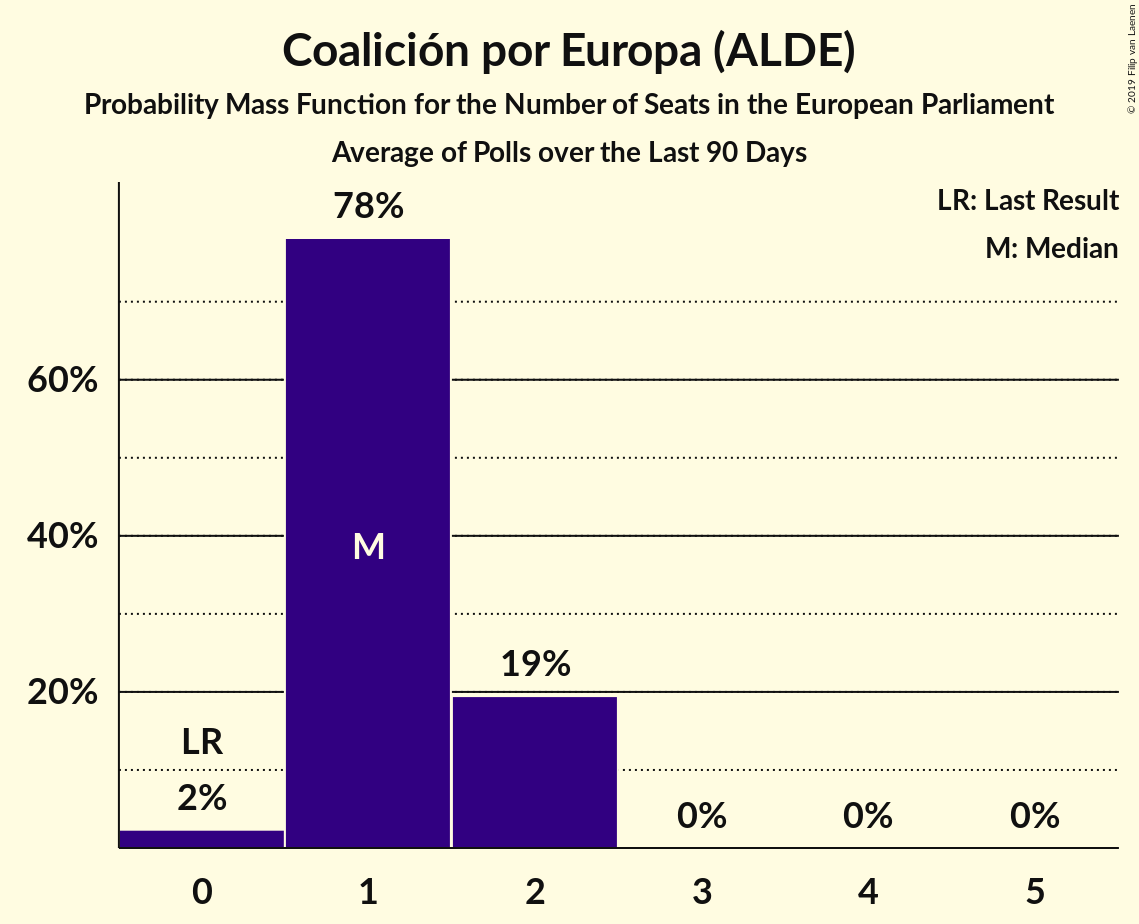 Coalición por Europa (ALDE)
Probability Mass Function for the Number of Seats in the European Parliament
Average of Polls over the Last 90 Days
© 2019 Filip van Laenen
LR: Last Result
M: Median
78%
60%
40%
20%
M
19%
LR
2%
0%
0%
0%
0
1
2
3
4
5